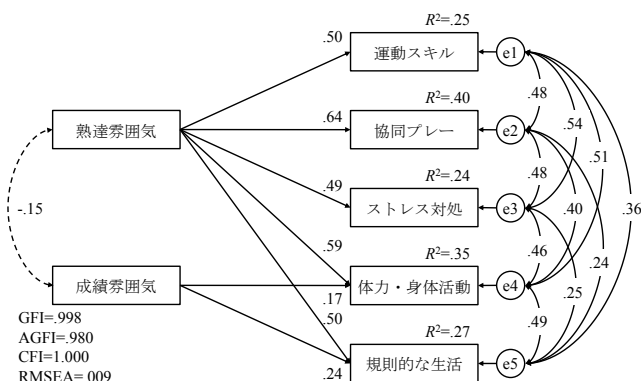 R²=.25
.50
運動スキル
e1
.48
R²=.40
.64
熟達雰囲気
協同プレー
e2
.54
.51
.48
R²=.24
.49
ストレス対処
e3
-.15
.40
.36
.59
R²=.35
.46
.24
成績雰囲気
体力・身体活動
e4
.17
.25
GFI=.998
.50
.49
AGFI=.980
R²=.27
CFI=1.000
規則的な生活
e5
RMSEA=.009
.24